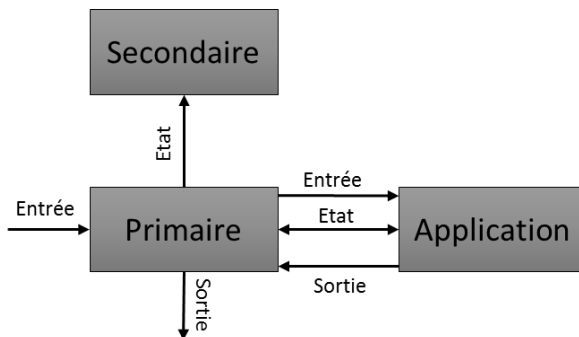 Secondaire
Etat
Entrée
Entrée
Primaire
Etat
Application
Sortie
Sortie